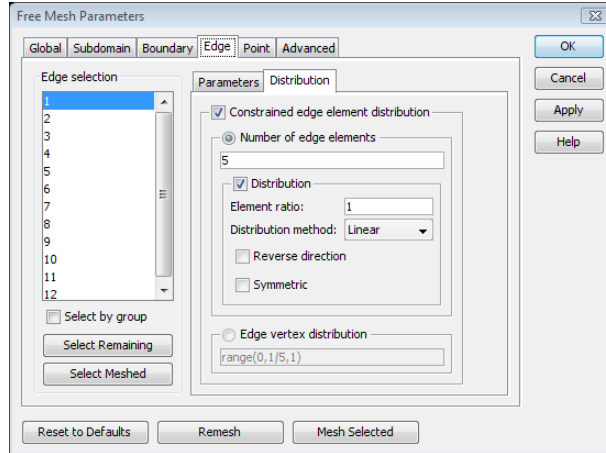 Free Mesh Parameters
Global Subdomain Boundary Edge Point Advanced
Edge selection
1
2
3
4
5
6
7
8
9
10
11
12
Select by group
Select Remaining
Select Meshed
Parameters Distribution
Constrained edge element distribution
Number of edge elements
5
Distribution
Element ratio: 1
Distribution method: Linear
Reverse direction
Symmetric
Edge vertex distribution
range(0,1/5,1)
OK
Cancel
Apply
Help
Reset to Defaults Remesh Mesh Selected